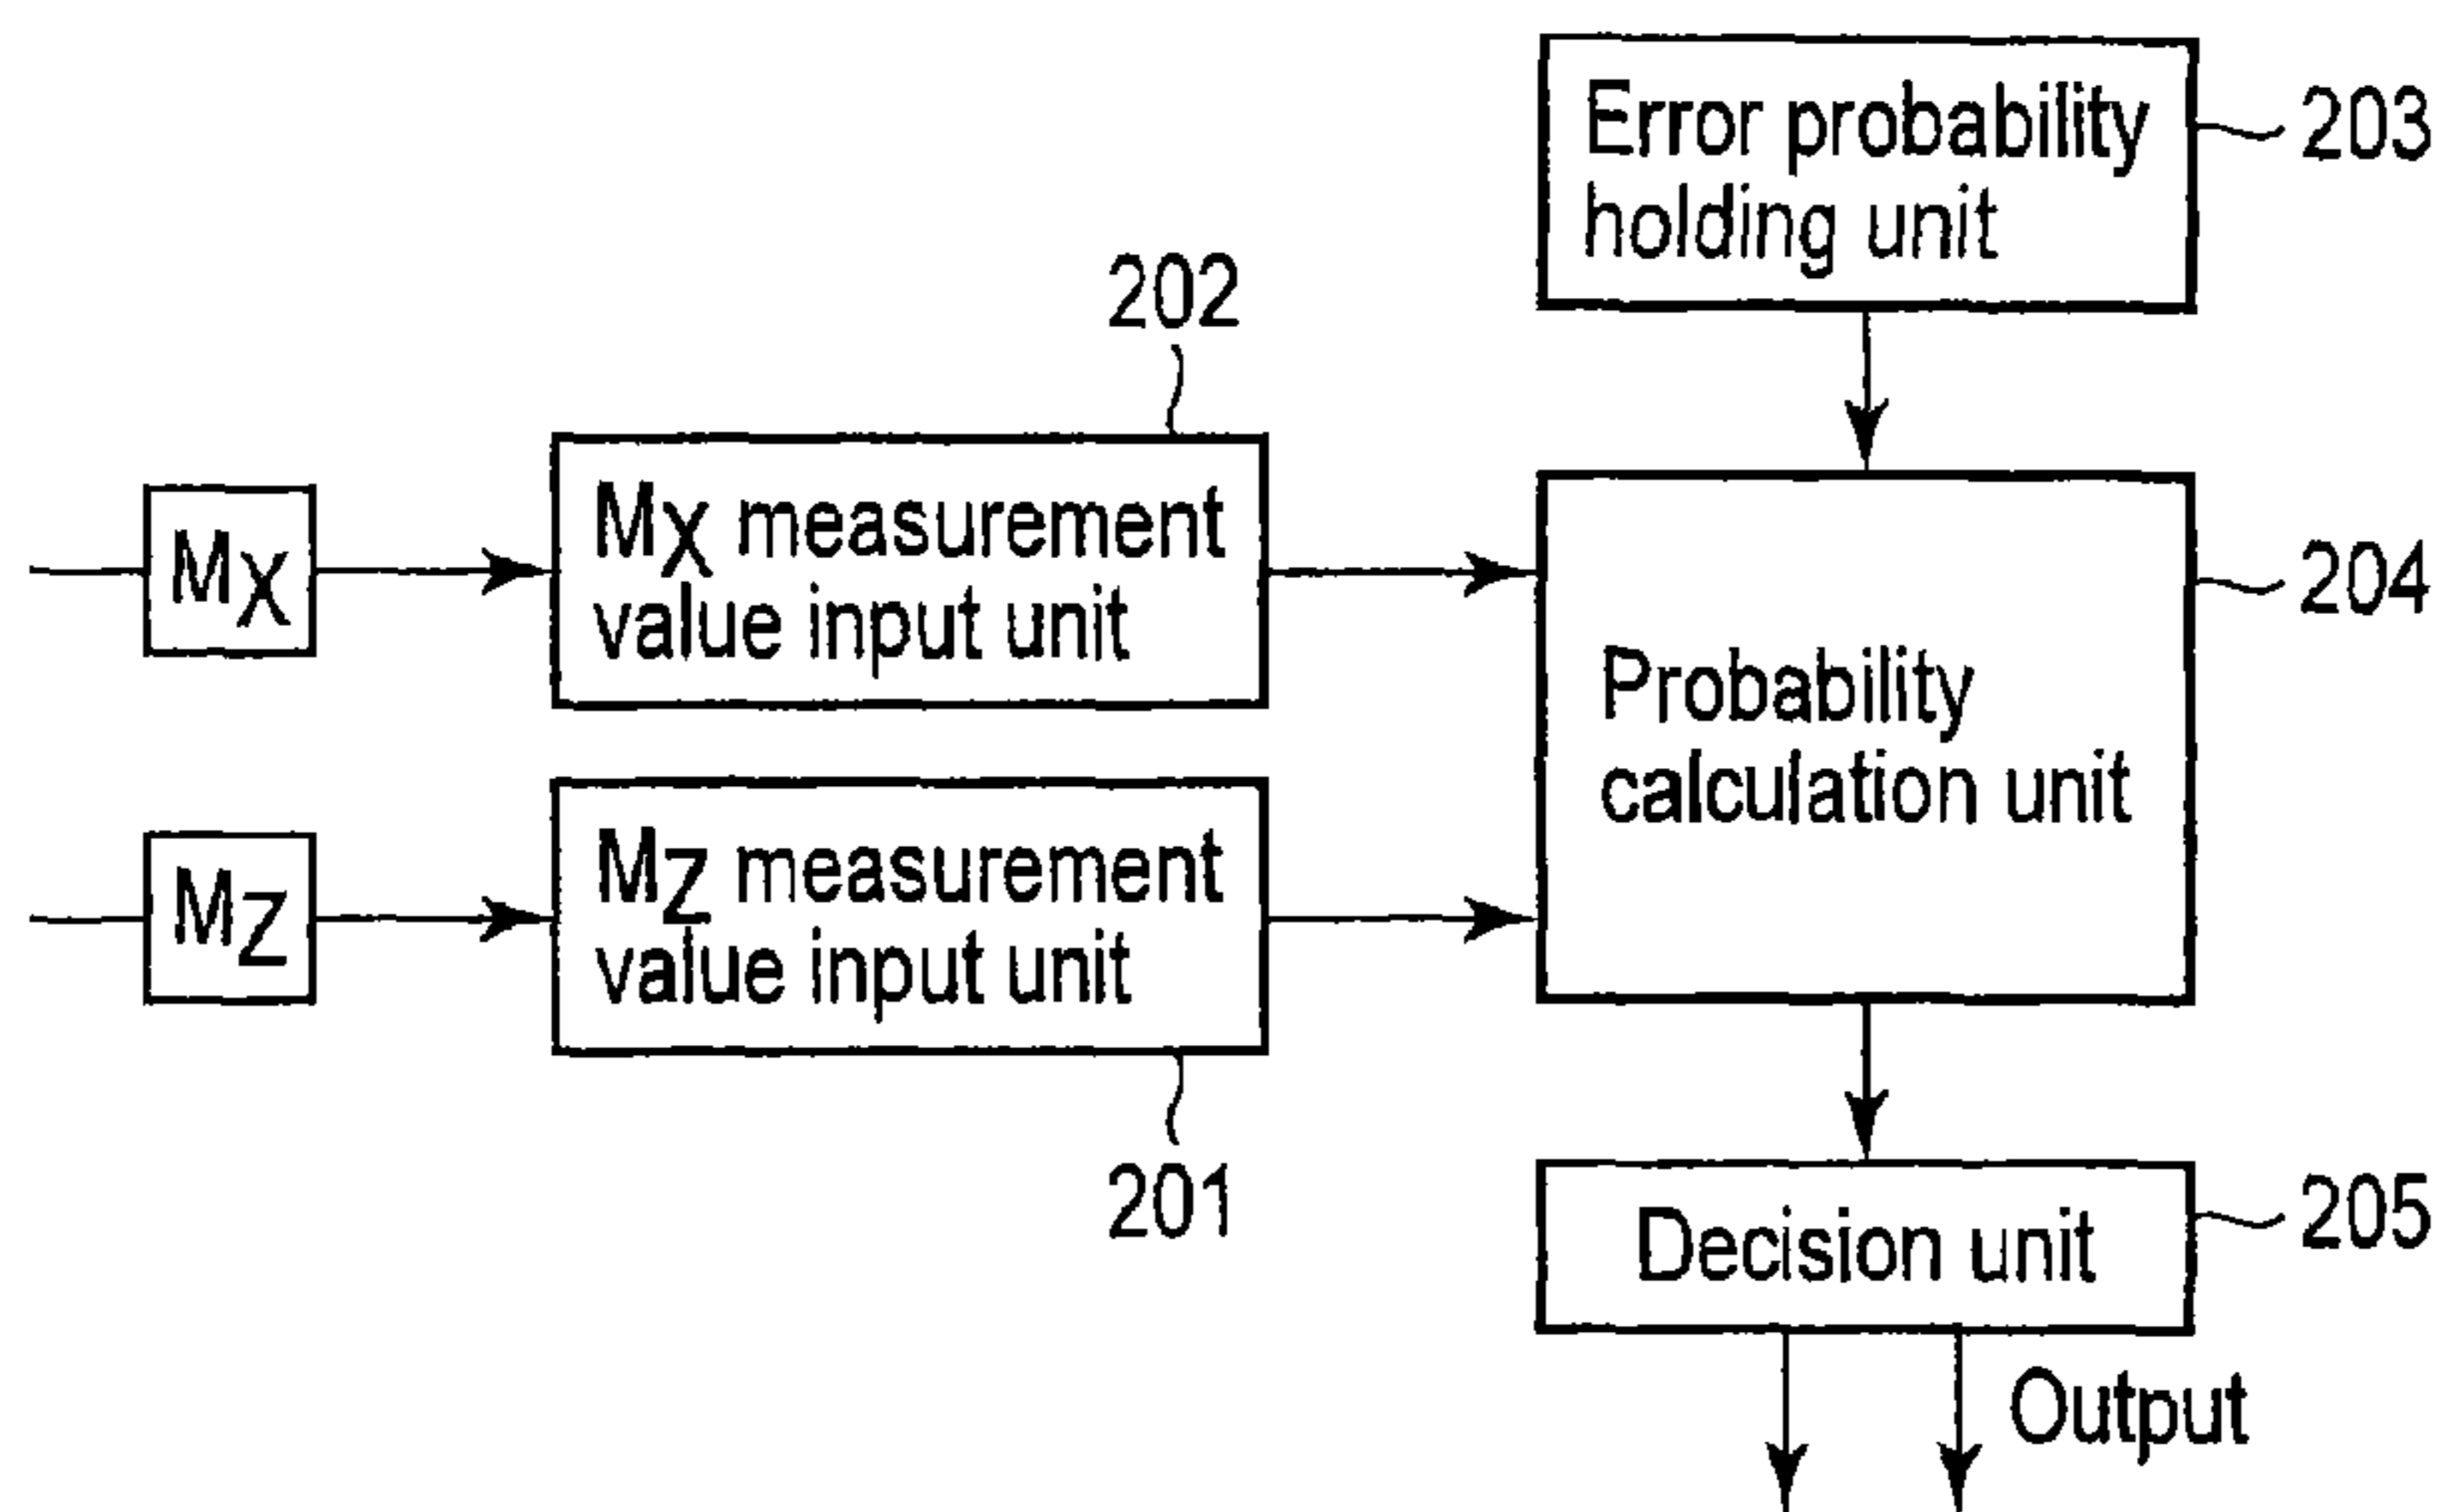 Error probability
holding unit
203
202
MX
MX measurement
value input unit
204
Probability
calculation unit
MZ
MZ measurement
value input unit
201
Decision unit
205
Output